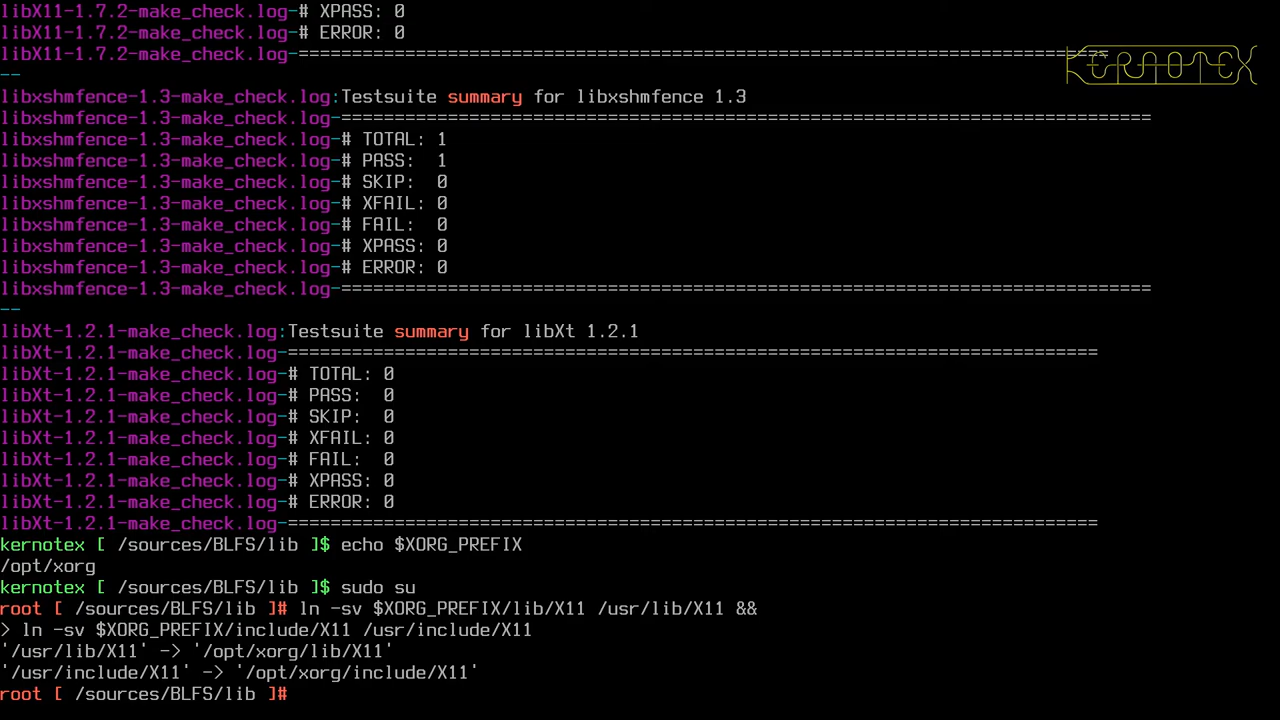 libX11-1.7.2-make_check.log-# XPASS: 0
libX11-1.7.2-make_check.log-# ERROR: 0
libX11-1.7.2-make_check.log-============================================================================
KERNOTEX
--
libxshmfence-1.3-make_check.log:Testsuite summary for libxshmfence 1.3
libxshmfence-1.3-make_check.log-============================================================================
libxshmfence-1.3-make_check.log-# TOTAL: 1
libxshmfence-1.3-make_check.log-# PASS:  1
libxshmfence-1.3-make_check.log-# SKIP:  0
libxshmfence-1.3-make_check.log-# XFAIL: 0
libxshmfence-1.3-make_check.log-# FAIL:  0
libxshmfence-1.3-make_check.log-# XPASS: 0
libxshmfence-1.3-make_check.log-# ERROR: 0
libxshmfence-1.3-make_check.log-============================================================================
--
libXt-1.2.1-make_check.log:Testsuite summary for libXt 1.2.1
libXt-1.2.1-make_check.log-============================================================================
libXt-1.2.1-make_check.log-# TOTAL: 0
libXt-1.2.1-make_check.log-# PASS:  0
libXt-1.2.1-make_check.log-# SKIP:  0
libXt-1.2.1-make_check.log-# XFAIL: 0
libXt-1.2.1-make_check.log-# FAIL:  0
libXt-1.2.1-make_check.log-# XPASS: 0
libXt-1.2.1-make_check.log-# ERROR: 0
libXt-1.2.1-make_check.log-============================================================================
kernotex [ /sources/BLFS/lib ]$ echo $XORG_PREFIX
/opt/xorg
kernotex [ /sources/BLFS/lib ]$ sudo su
root [ /sources/BLFS/lib ]# ln -sv $XORG_PREFIX/lib/X11 /usr/lib/X11 &&
> ln -sv $XORG_PREFIX/include/X11 /usr/include/X11
'/usr/lib/X11' -> '/opt/xorg/lib/X11'
'/usr/include/X11' -> '/opt/xorg/include/X11'
root [ /sources/BLFS/lib ]#